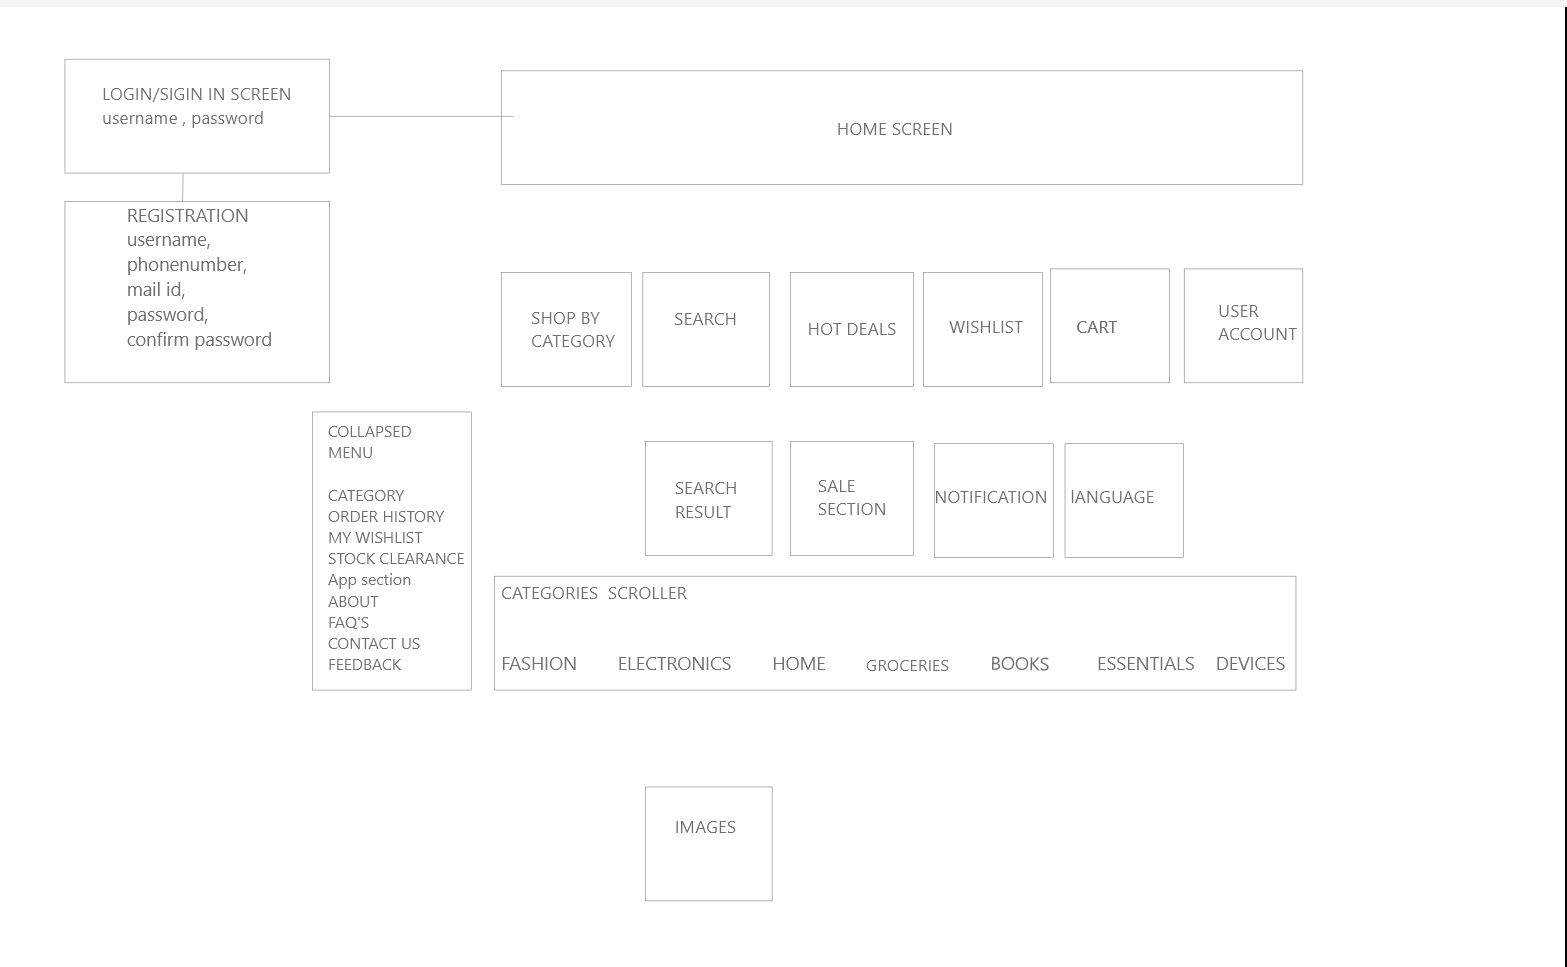 LOGIN/SIGIN IN SCREEN
username , password
HOME SCREEN
REGISTRATION
username,
phonenumber,
mail id,
password,
confirm password
SHOP BY
CATEGORY
SEARCH
HOT DEALS
WISHLIST
CART
USER
ACCOUNT
COLLAPSED
MENU
CATEGORY
ORDER HISTORY
MY WISHLIST
STOCK CLEARANCE
App section
ABOUT
FAQ'S
CONTACT US
FEEDBACK
SEARCH
RESULT
SALE
SECTION
NOTIFICATION
lANGUAGE
CATEGORIES  SCROLLER
FASHION ELECTRONICS HOME GROCERIES BOOKS ESSENTIALS DEVICES
IMAGES